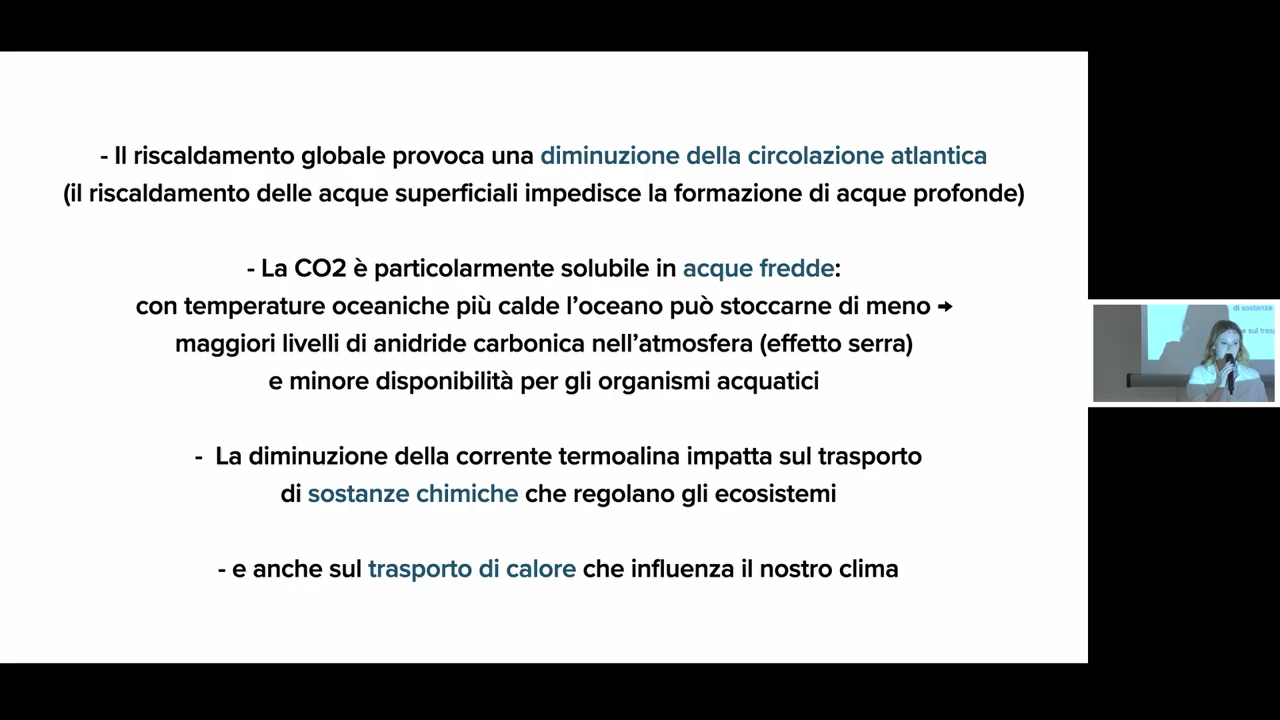 - Il riscaldamento globale provoca una diminuzione della circolazione atlantica
(il riscaldamento delle acque superficiali impedisce la formazione di acque profonde)
- La CO2 è particolarmente solubile in acque fredde:
con temperature oceaniche più calde l'oceano può stoccarne di meno →
maggiori livelli di anidride carbonica nell'atmosfera (effetto serra)
e minore disponibilità per gli organismi acquatici
- La diminuzione della corrente termoalina impatta sul trasporto
di sostanze chimiche che regolano gli ecosistemi
- e anche sul trasporto di calore che influenza il nostro clima
di sostanze